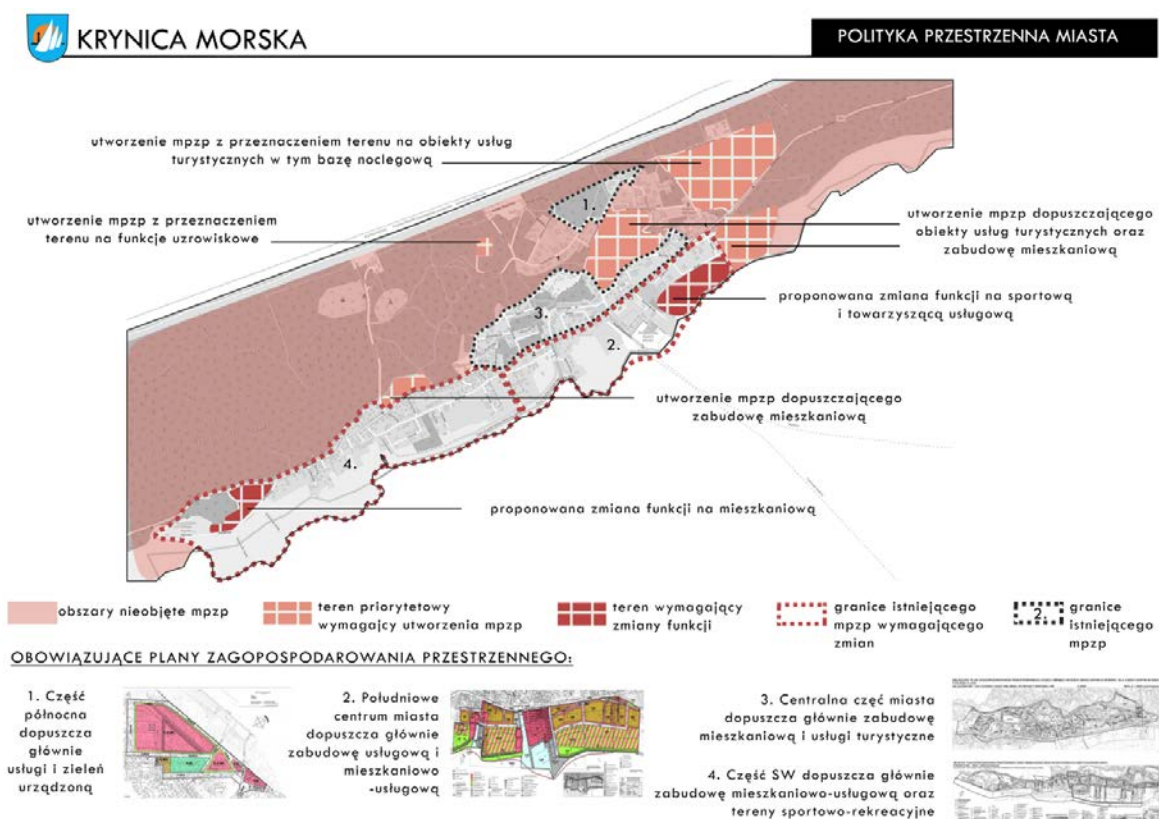 KRYNICA MORSKA
POLITYKA PRZESTRZENNA MIASTA
utworzenie mpzp z przeznaczeniem terenu na obiekty usług
turystycznych w tym bazę noclegową
utworzenie mpzp z przeznaczeniem
terenu na funkcje uzrowiskowe
utworzenie mpzp dopuszczającego
obiekty usług turystycznych oraz
zabudowę mieszkaniową
proponowana zmiana funkcji na sportową
i towarzyszącą usługową
utworzenie mpzp dopuszczającego
zabudowę mieszkaniową
proponowana zmiana funkcji na mieszkaniową
1.
2.
3.
4.
obszary nieobjęte mpzp
teren priorytetowy
wymagajcy utworzenia mpzp
teren wymagający
zmiany funkcji
granice istniejącego
mpzp wymagającego
zmian
2.
granice
istniejącego
mpzp
OBOWIĄZUJĄCE PLANY ZAGOPOSPODAROWANIA PRZESTRZENNEGO:
1. Część
północna
dopuszcza
głównie
usługi i zieleń
urządzoną
2. Południowe
centrum miasta
dopuszcza głównie
zabudowę usługową i
mieszkaniowo
-usługową
3. Centralna częć miasta
dopuszcza głównie zabudowę
mieszkaniową i usługi turystyczne
4. Część SW dopuszcza głównie
zabudowę mieszkaniowo-usługową oraz
tereny sportowo-rekreacyjne